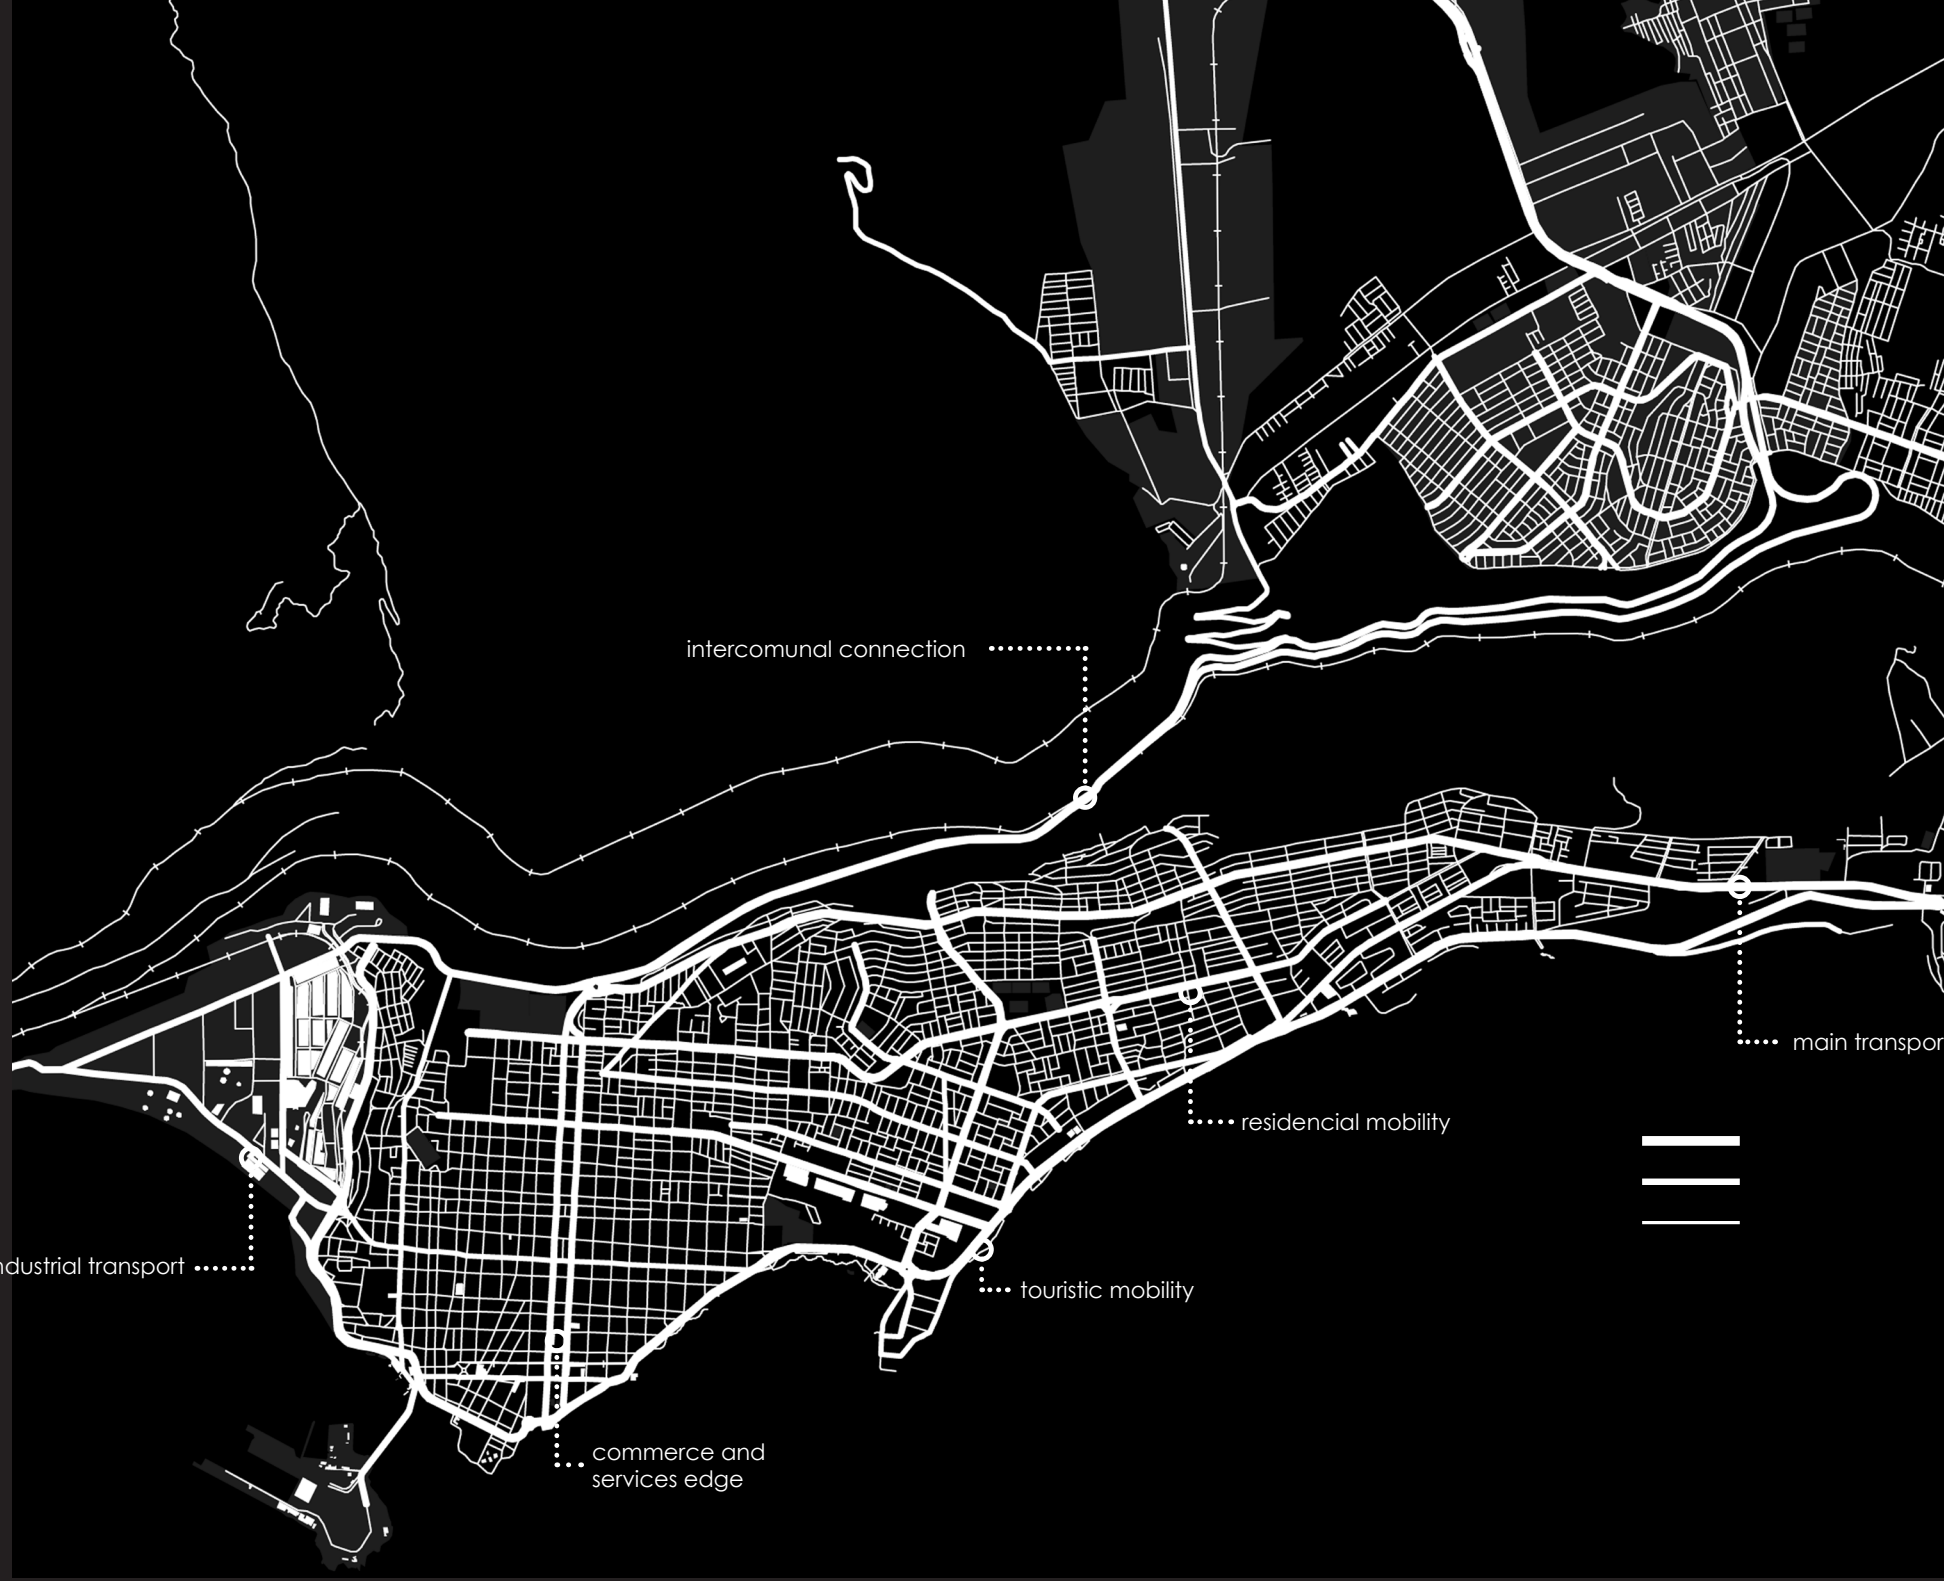 intercomunal connection
main transpor
residencial mobility
ndustrial transport
touristic mobility
commerce and
services edge